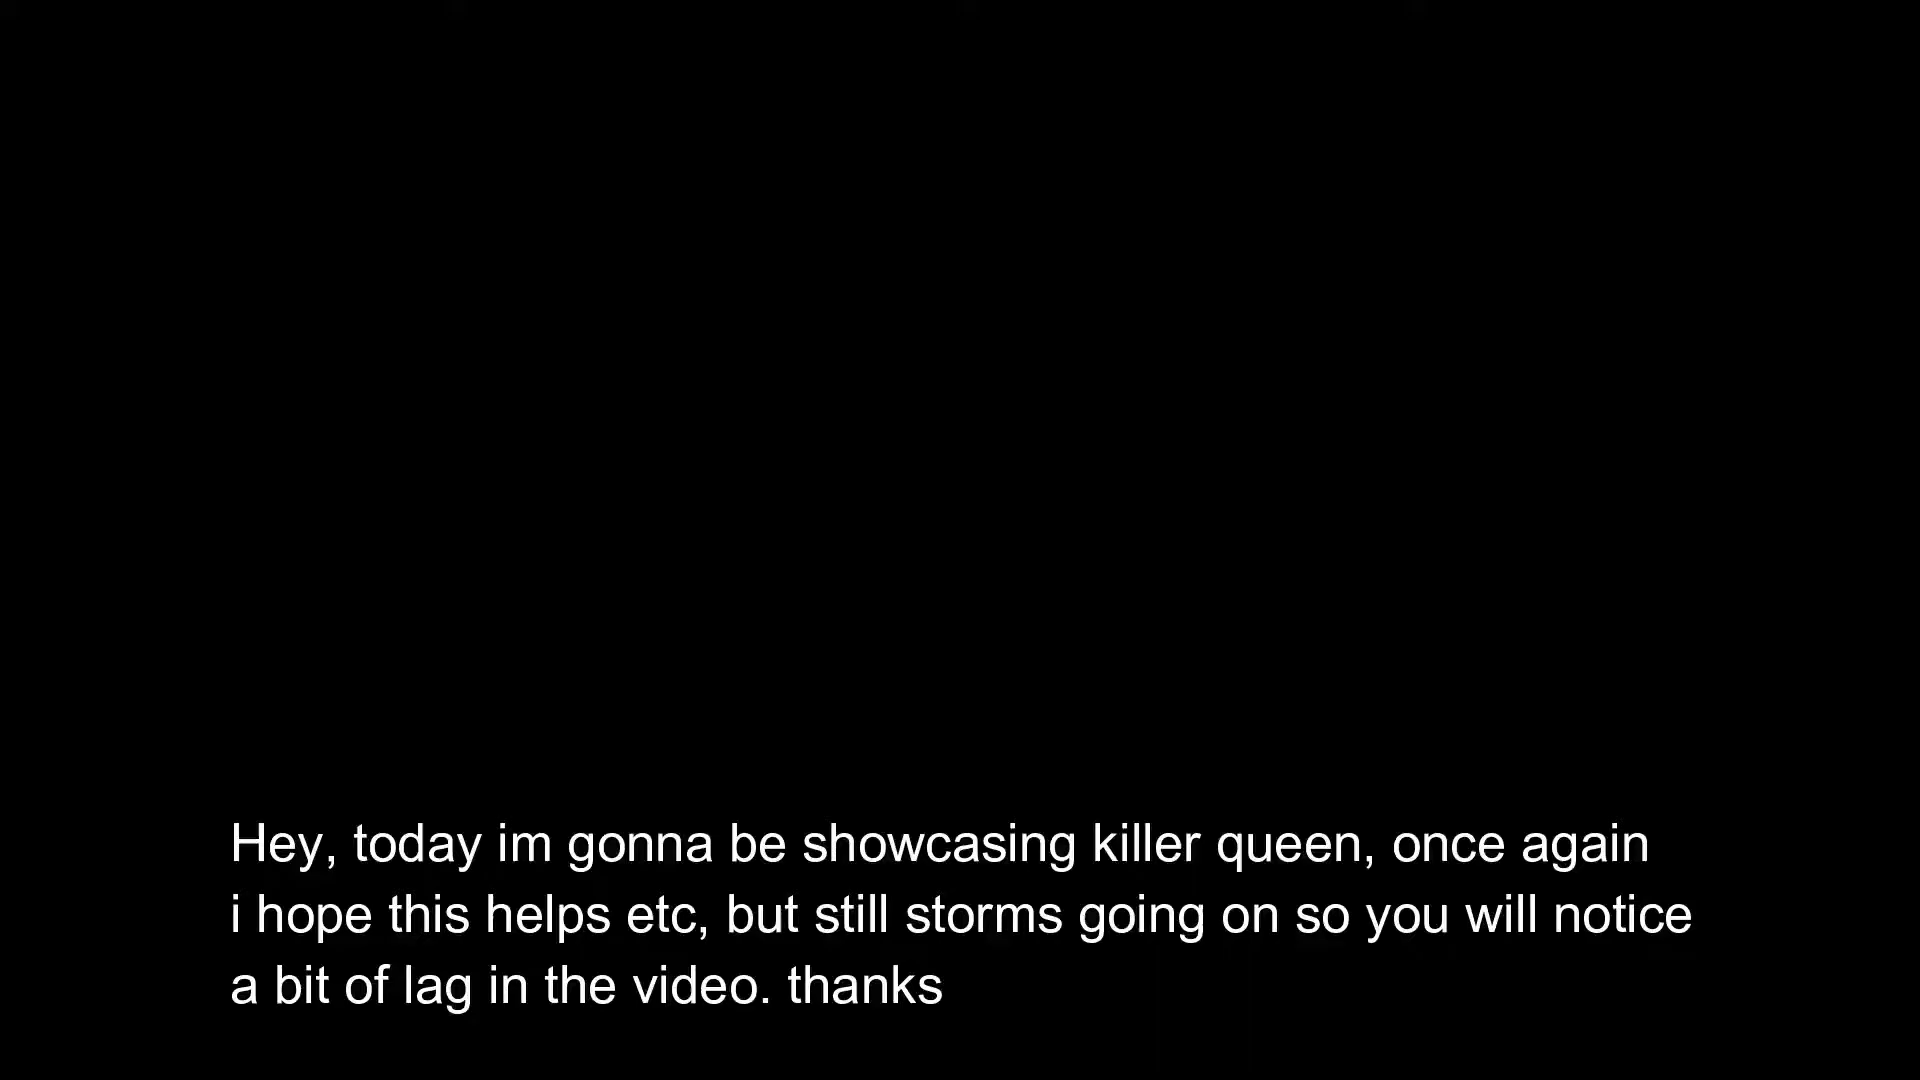 Hey, today im gonna be showcasing killer queen, once again
i hope this helps etc, but still storms going on so you will notice
a bit of lag in the video. thanks